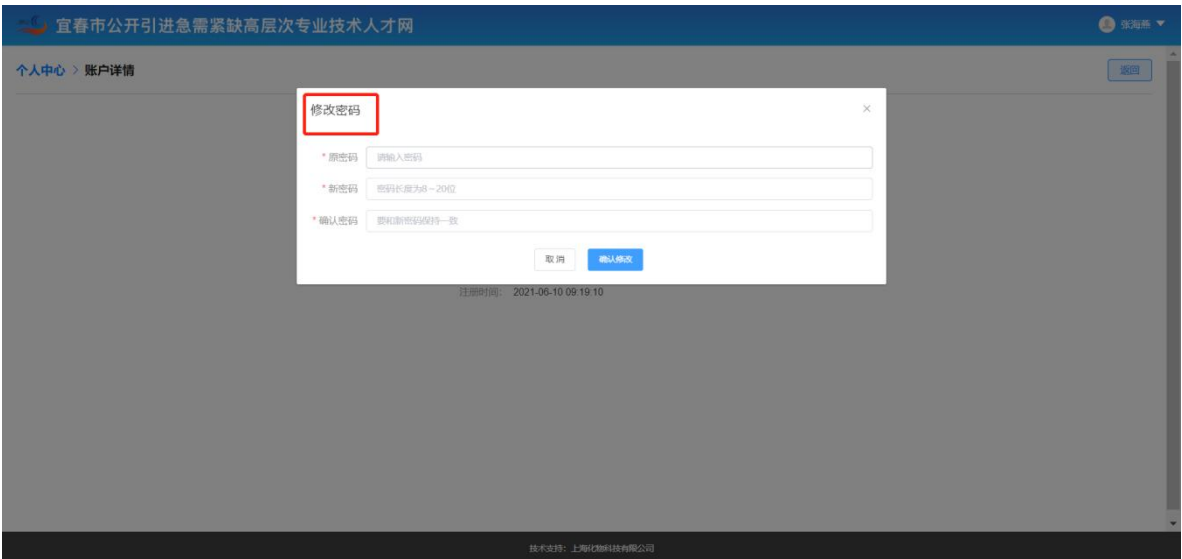 宜春市公开引进急需紧缺高层次专业技术人才网
张海燕
个人中心 > 账户详情
返回
修改密码
* 原密码 请输入密码
* 新密码 密码长度为8~20位
* 确认密码 要和新密码保持一致
取消 确认修改
注册时间: 2021-06-10 09:19:10
技术支持：上海化物科技有限公司